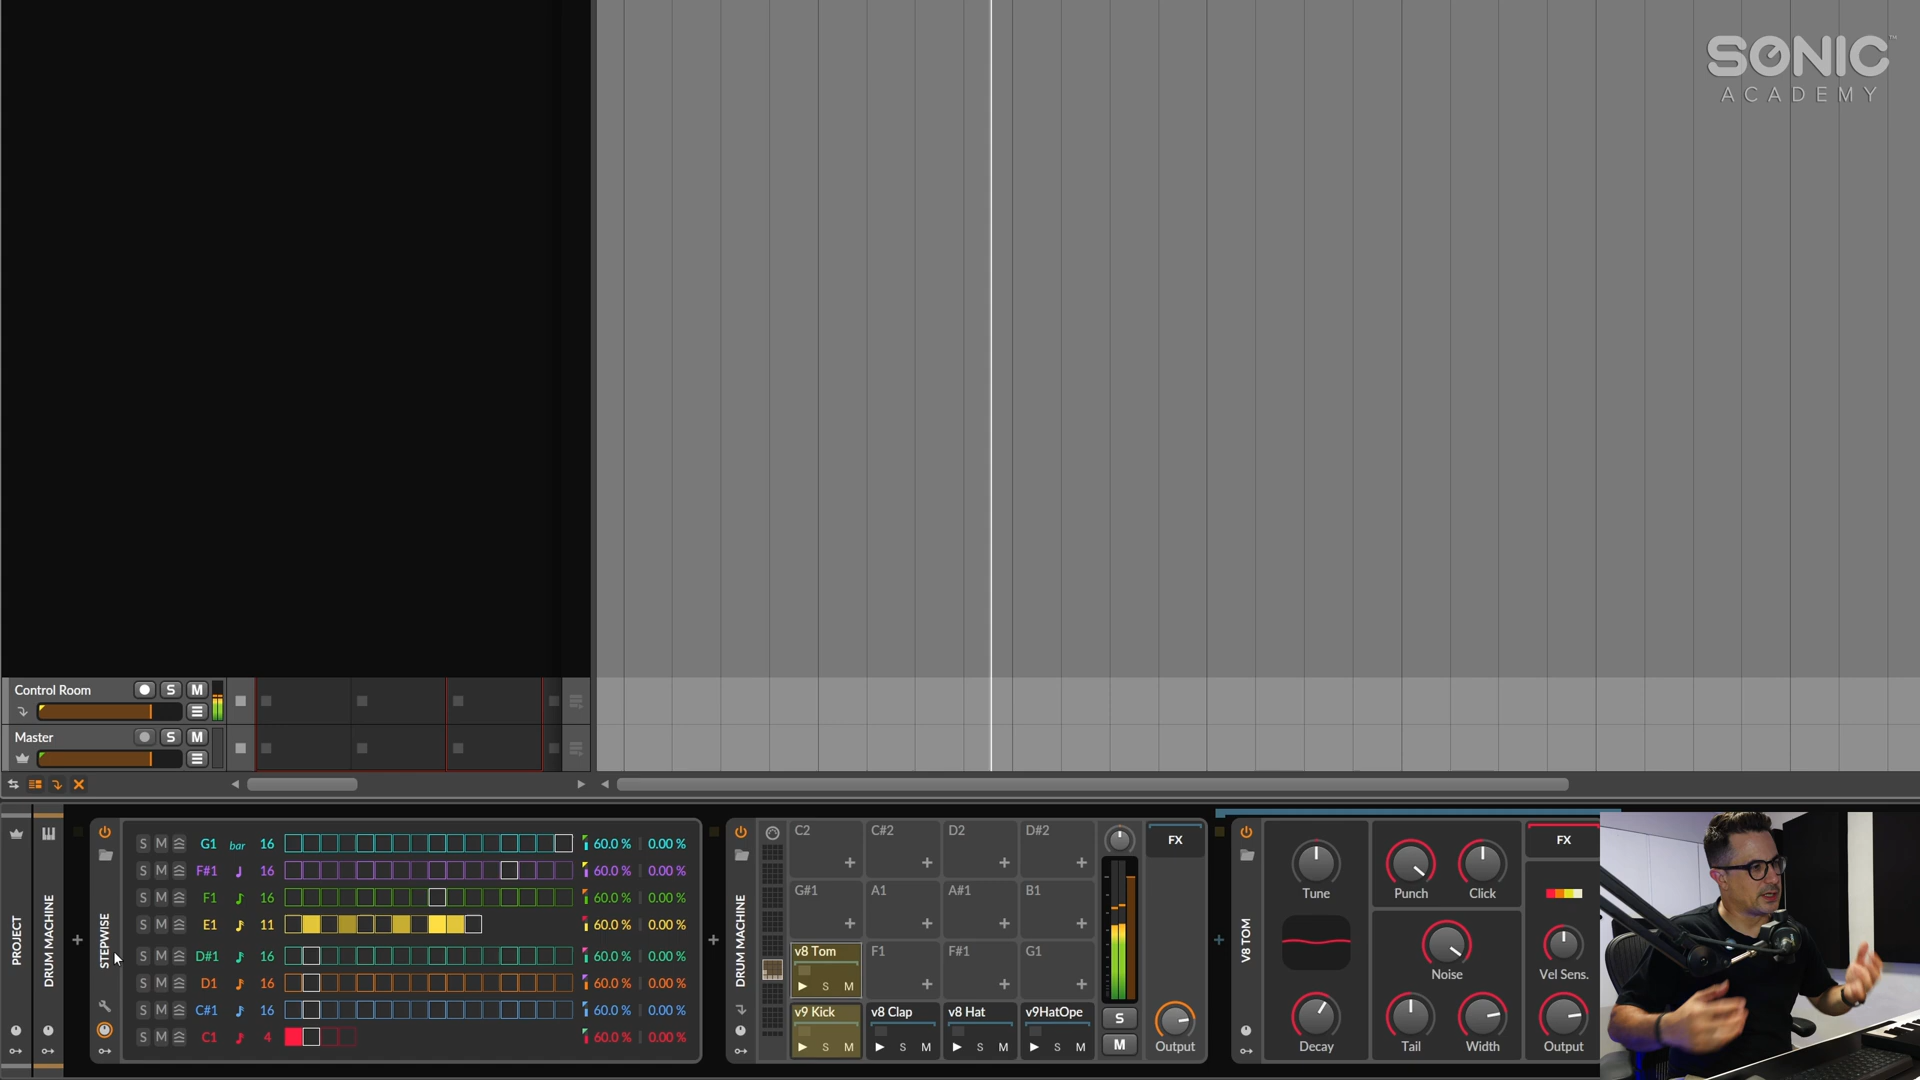 SONIC™
ACADEMY
Control Room
S
M
Master
S
M
PROJECT
DRUM MACHINE
STEPWISE
S M G1 bar 16 60.0 % 0.00 %
S M F#1 16 60.0 % 0.00 %
S M F1 16 60.0 % 0.00 %
S M E1 11 60.0 % 0.00 %
S M D#1 16 60.0 % 0.00 %
S M D1 16 60.0 % 0.00 %
S M C#1 16 60.0 % 0.00 %
S M C1 4 60.0 % 0.00 %
DRUM MACHINE
C2 C#2 D2 D#2
G#1 A1 A#1 B1
v8 Tom F1 F#1 G1
S M
v9 Kick v8 Clap v8 Hat v9HatOpe
S M S M S M S M
S
M
FX
Output
V8 TOM
Tune Punch Click
FX
Noise Vel Sens.
Decay Tail Width Output